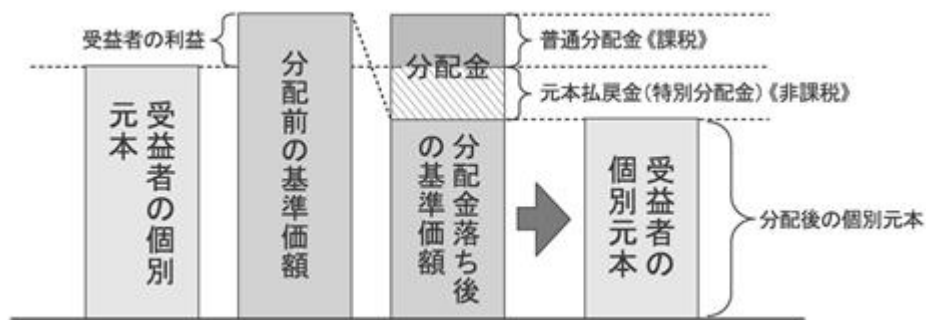 受益者の利益
受益者の個別
元本
分配前の基準価額
分配金
分配金落ち後
の基準価額
受益者の
個別元本
普通分配金《課税》
元本払戻金(特別分配金)《非課税》
分配後の個別元本